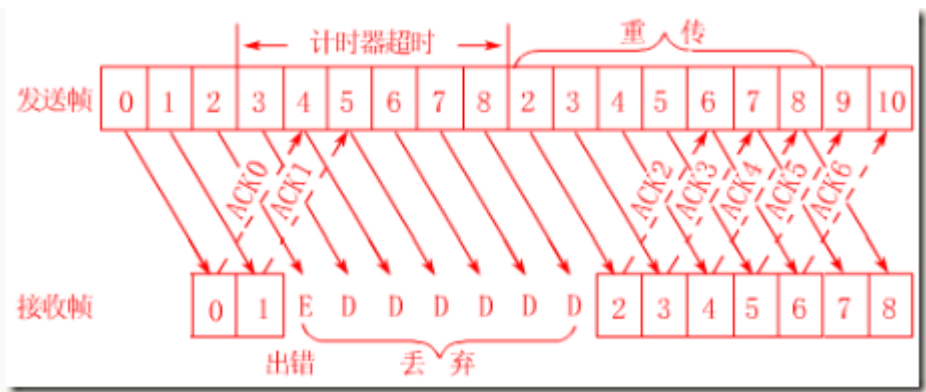 计时器超时 重传
发送帧 0 1 2 3 4 5 6 7 8 2 3 4 5 6 7 8 9 10
ACK0 ACK1 ACK2 ACK3 ACK4 ACK5 ACK6
接收帧 0 1 E D D D D D D 2 3 4 5 6 7 8
出错 丢弃